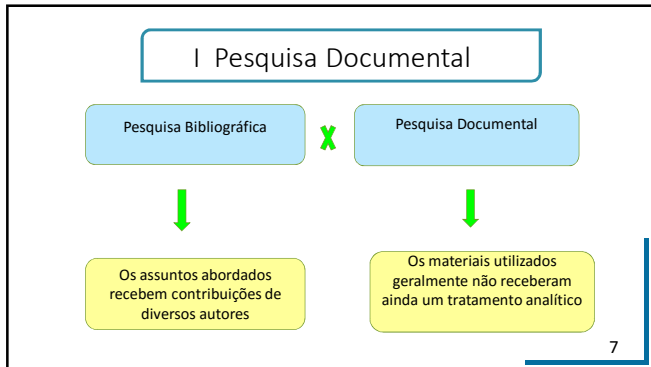 I Pesquisa Documental
Pesquisa Bibliográfica
X
Pesquisa Documental
Os assuntos abordados
recebem contribuições de
diversos autores
Os materiais utilizados
geralmente não receberam
ainda um tratamento analítico
7